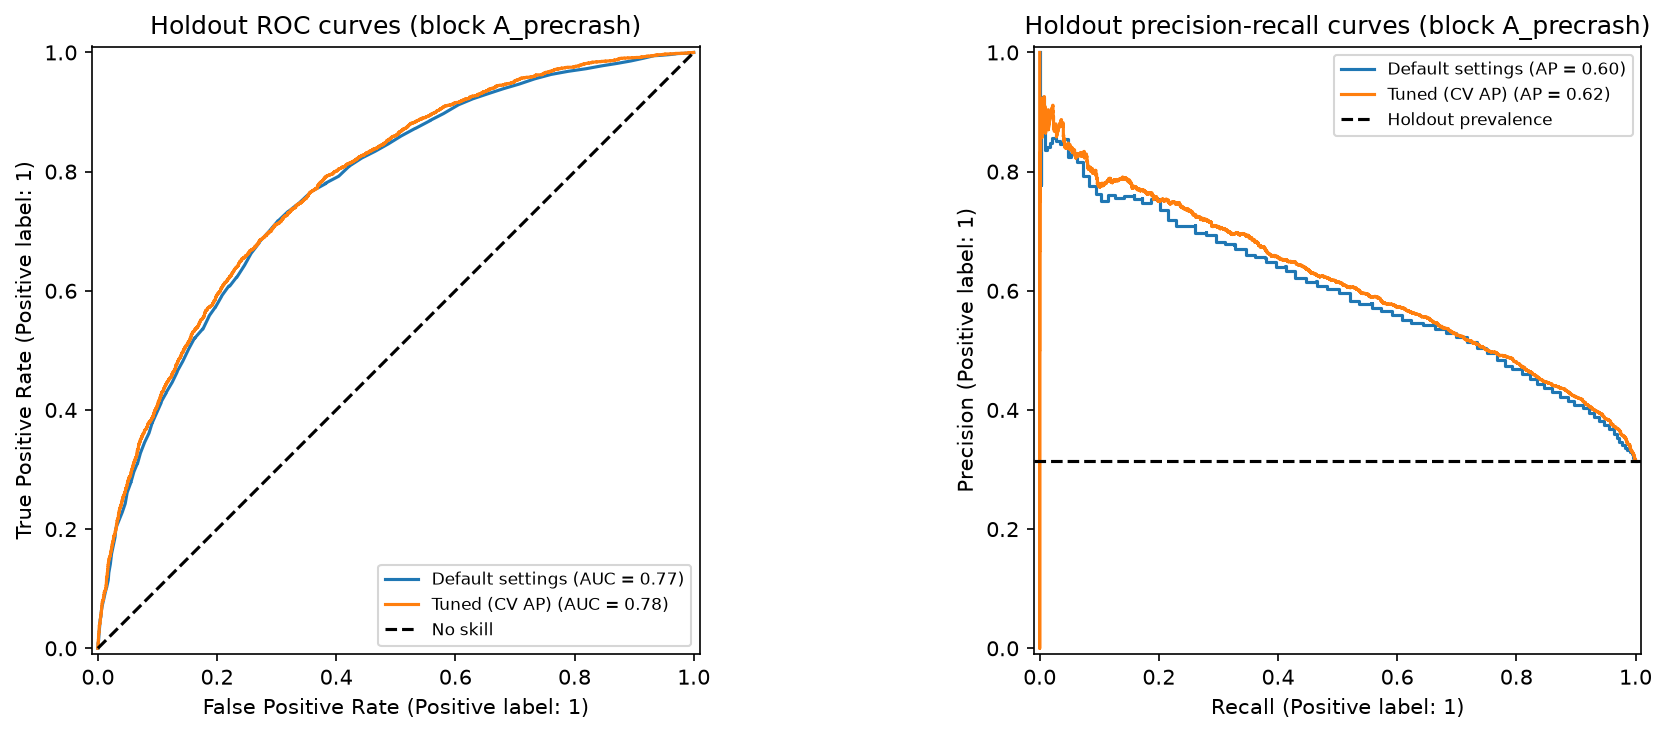 Holdout ROC curves (block A_precrash)
True Positive Rate (Positive label: 1)
1.0
0.8
0.6
0.4
0.2
0.0
0.0 0.2 0.4 0.6 0.8 1.0
False Positive Rate (Positive label: 1)
Default settings (AUC = 0.77)
Tuned (CV AP) (AUC = 0.78)
No skill
Holdout precision-recall curves (block A_precrash)
Precision (Positive label: 1)
1.0
0.8
0.6
0.4
0.2
0.0
0.0 0.2 0.4 0.6 0.8 1.0
Recall (Positive label: 1)
Default settings (AP = 0.60)
Tuned (CV AP) (AP = 0.62)
Holdout prevalence